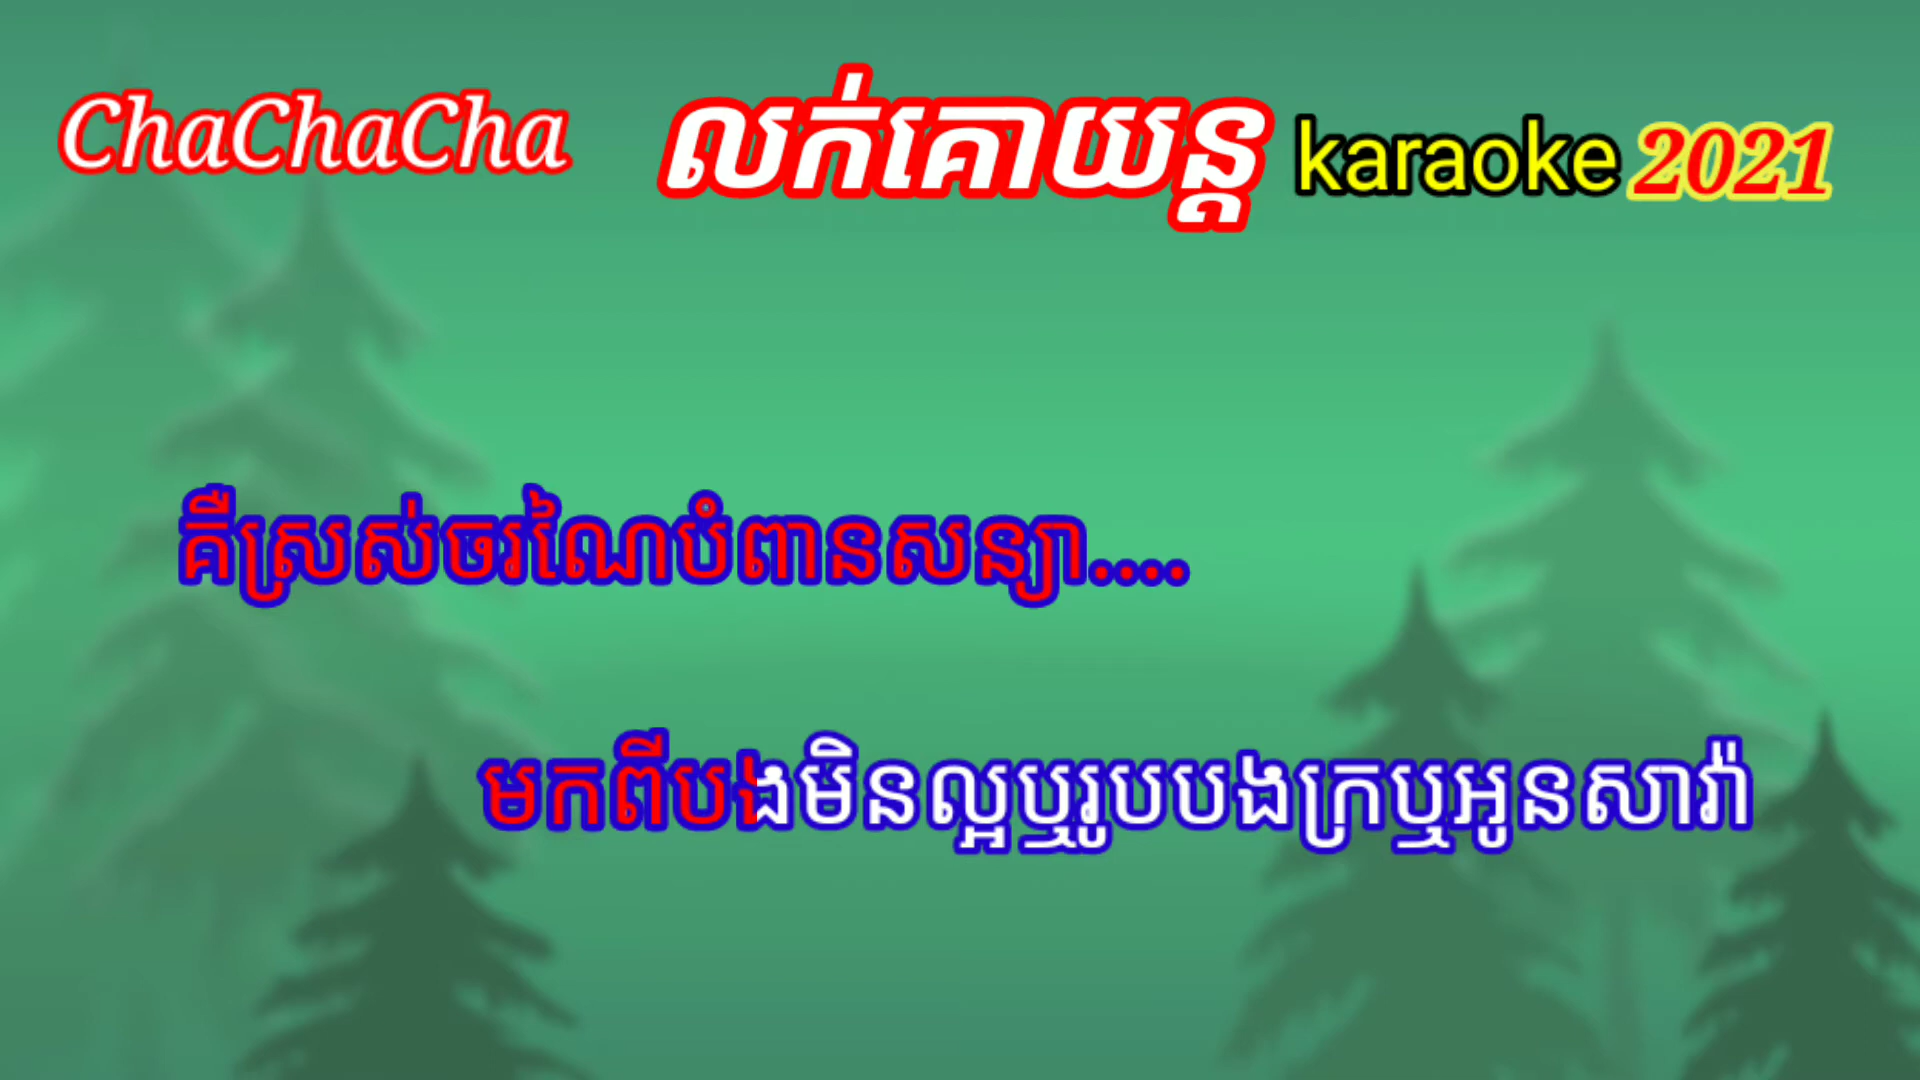 ChaChaCha លក់គោយន្ត karaoke 2021
គឺស្រស់ចរណៃបំពានសន្យា....
មកពីបងមិនល្អឬរូបបងក្រឬអូនសាវ៉ា